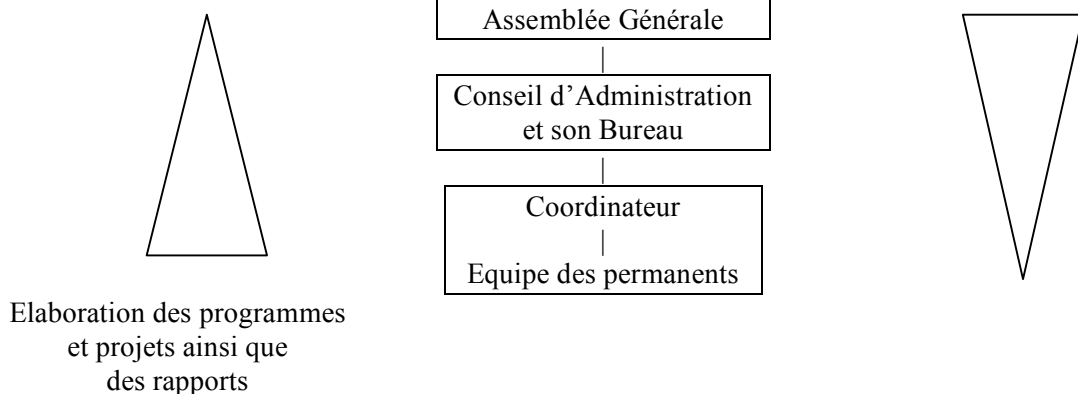 Assemblée Générale
Conseil d’Administration
et son Bureau
Coordinateur
Equipe des permanents
Elaboration des programmes
et projets ainsi que
des rapports